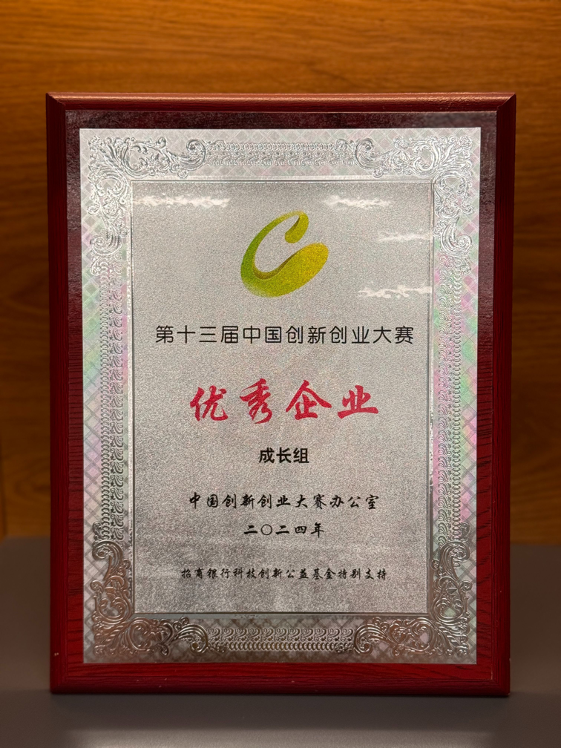 第十三届中国创新创业大赛
优秀企业
成长组
中国创新创业大赛办公室
二〇二四年
招商银行科技创新公益基金特别支持